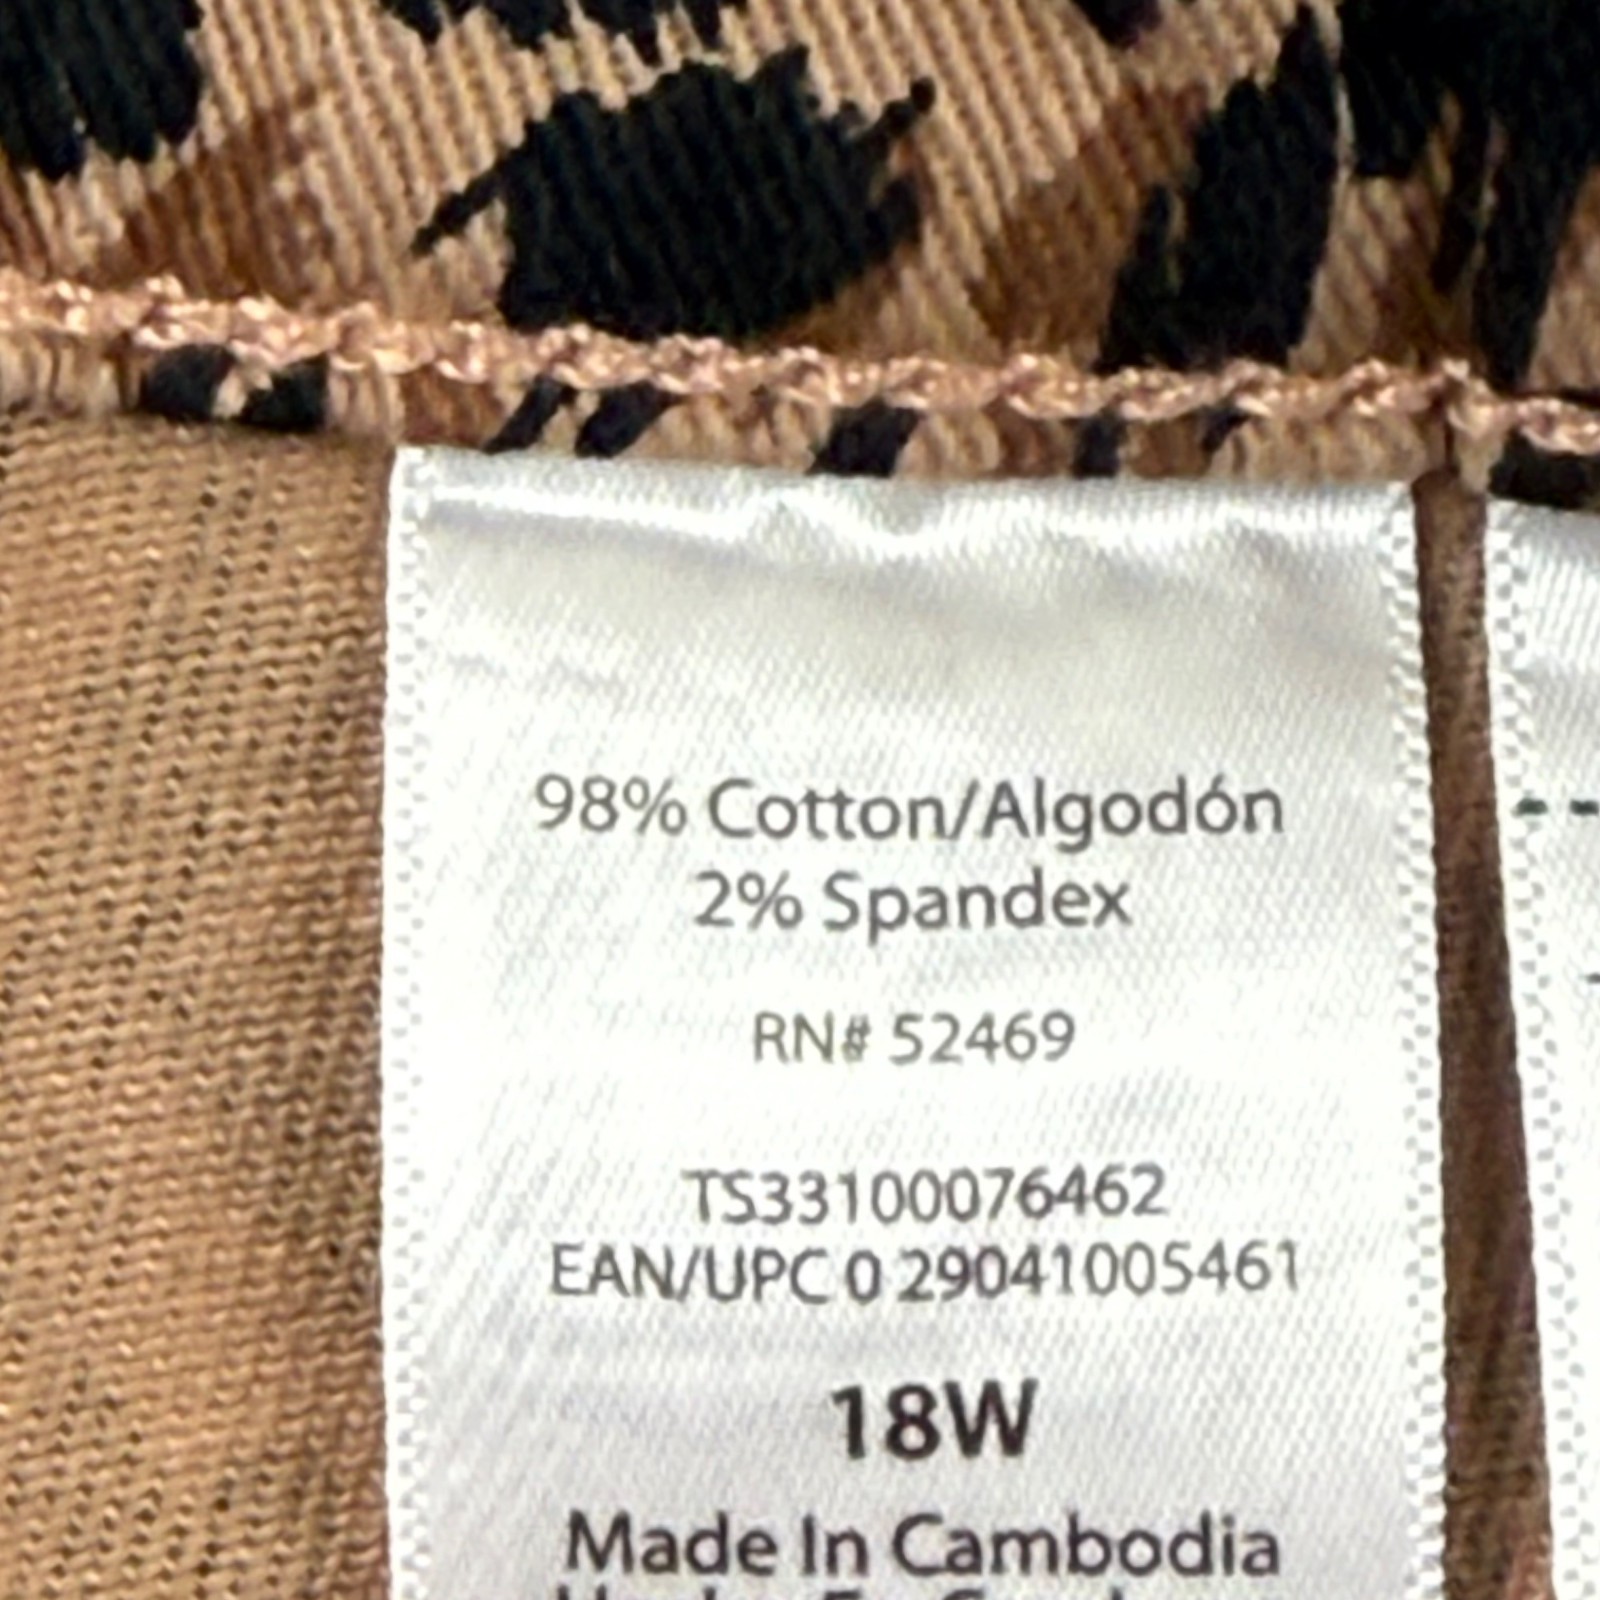 98% Cotton/Algodón
2% Spandex
RN# 52469
TS33100076462
EAN/UPC 0 29041005461
18W
Made In Cambodia